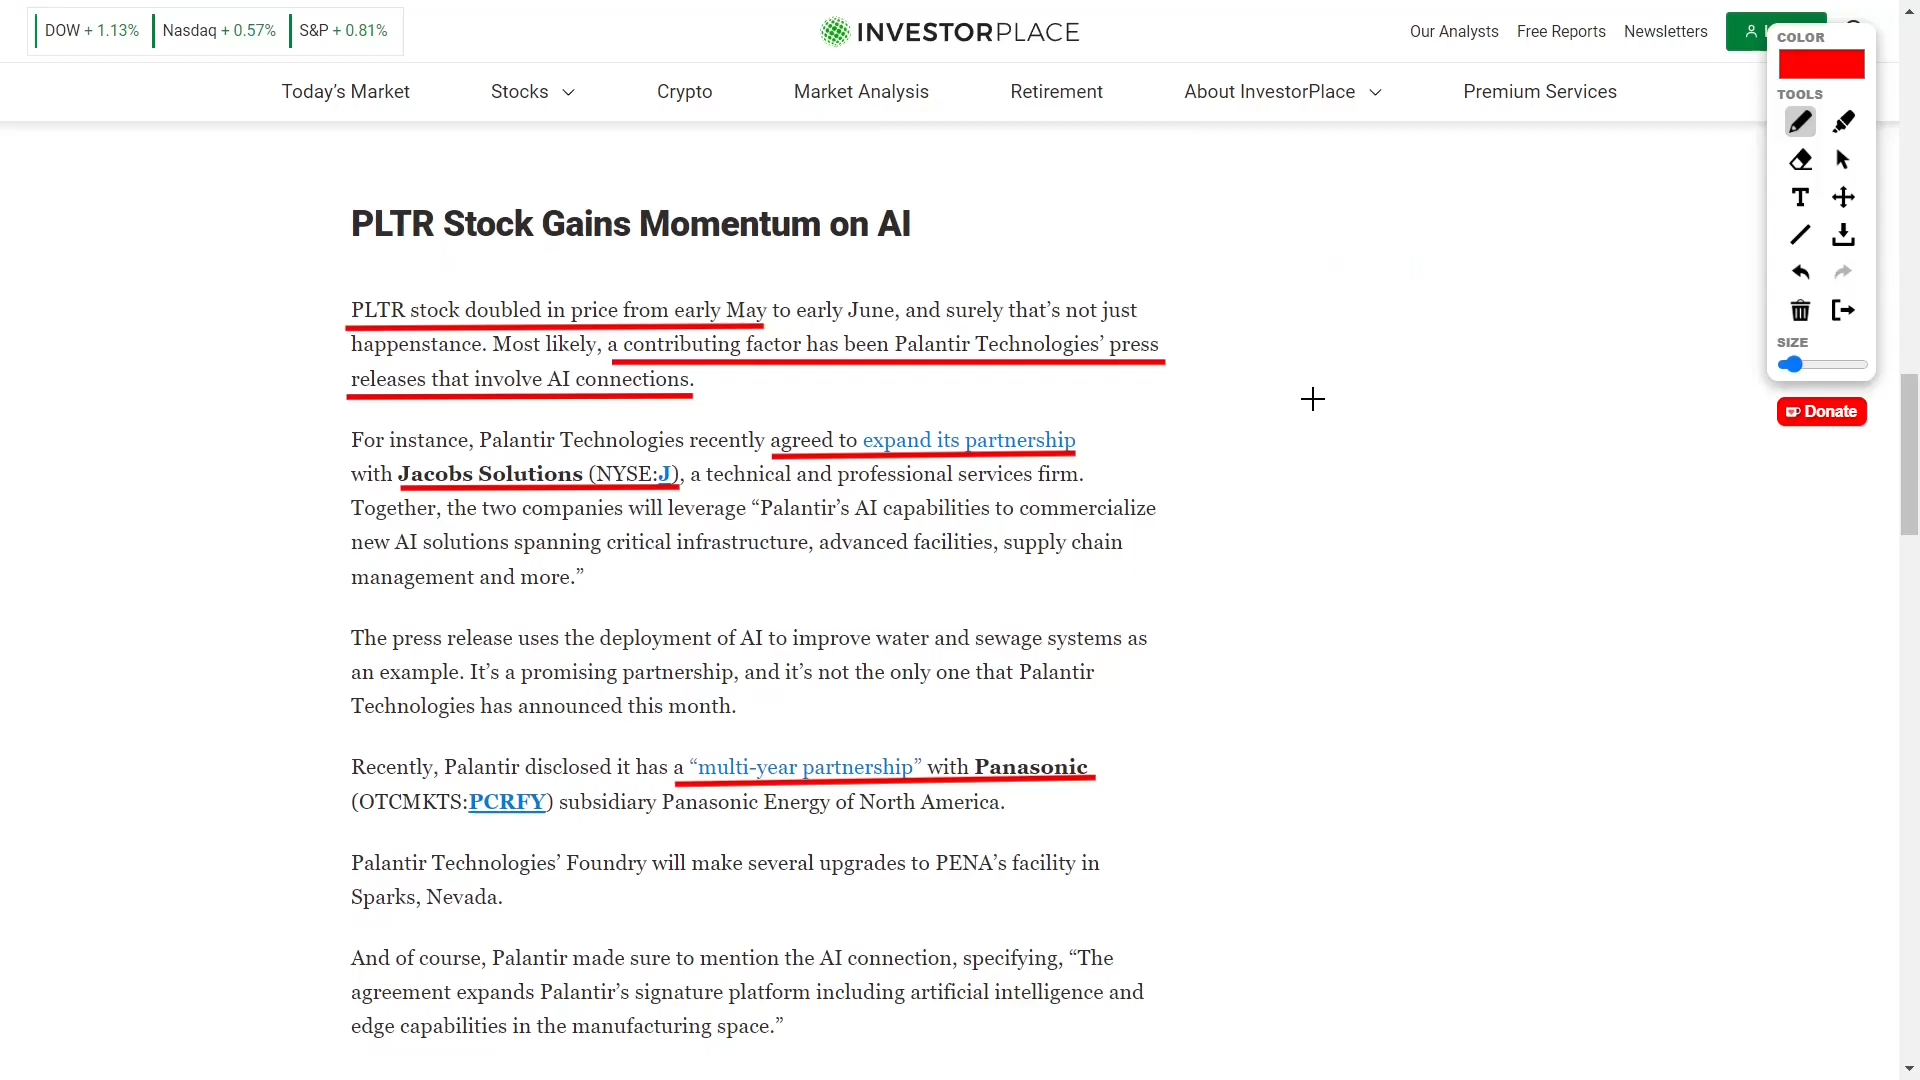 DOW + 1.13% Nasdaq + 0.57% S&P + 0.81%
INVESTORPLACE
Our Analysts Free Reports Newsletters
Today’s Market Stocks Crypto Market Analysis Retirement About InvestorPlace Premium Services
COLOR
TOOLS
T
SIZE
Donate
PLTR Stock Gains Momentum on AI
PLTR stock doubled in price from early May to early June, and surely that’s not just
happenstance. Most likely, a contributing factor has been Palantir Technologies’ press
releases that involve AI connections.
For instance, Palantir Technologies recently agreed to expand its partnership
with Jacobs Solutions (NYSE:J), a technical and professional services firm.
Together, the two companies will leverage “Palantir’s AI capabilities to commercialize
new AI solutions spanning critical infrastructure, advanced facilities, supply chain
management and more.”
The press release uses the deployment of AI to improve water and sewage systems as
an example. It’s a promising partnership, and it’s not the only one that Palantir
Technologies has announced this month.
Recently, Palantir disclosed it has a “multi-year partnership” with Panasonic
(OTCMKTS:PCRFY) subsidiary Panasonic Energy of North America.
Palantir Technologies’ Foundry will make several upgrades to PENA’s facility in
Sparks, Nevada.
And of course, Palantir made sure to mention the AI connection, specifying, “The
agreement expands Palantir’s signature platform including artificial intelligence and
edge capabilities in the manufacturing space.”